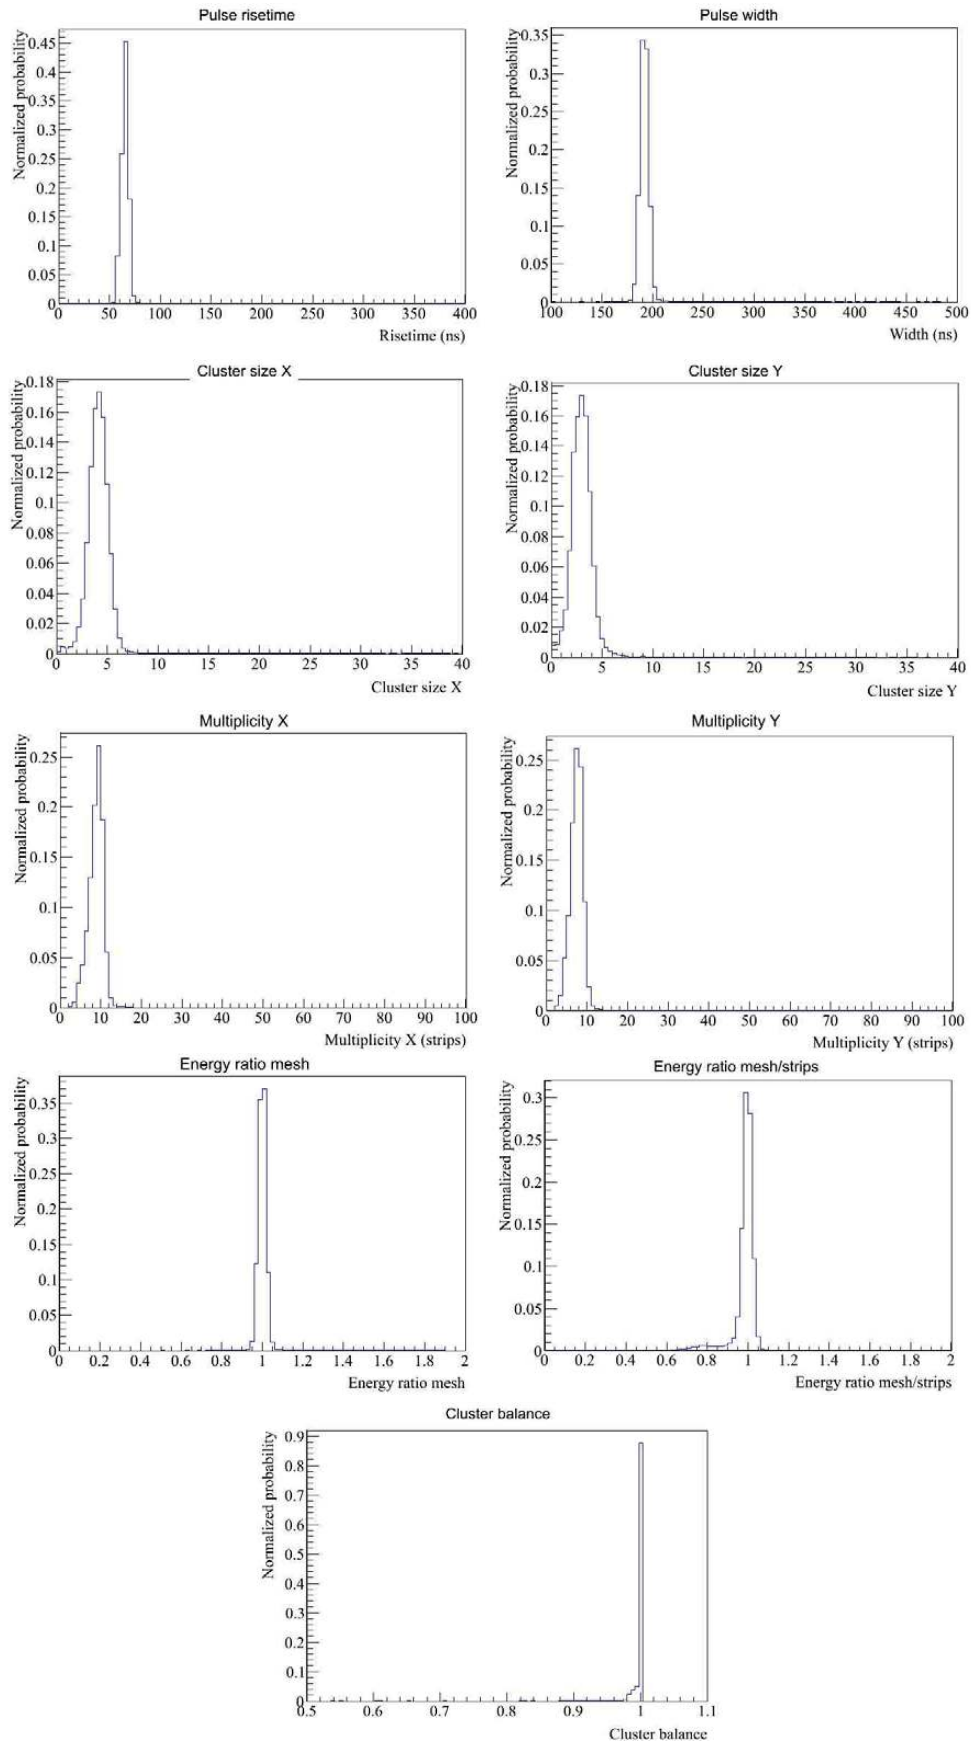 Pulse risetime
Normalized probability
0.45
0.4
0.35
0.3
0.25
0.2
0.15
0.1
0.05
0
0 50 100 150 200 250 300 350 400
Risetime (ns)
Pulse width
Normalized probability
0.35
0.3
0.25
0.2
0.15
0.1
0.05
0
100 150 200 250 300 350 400 450 500
Width (ns)
Cluster size X
Normalized probability
0.18
0.16
0.14
0.12
0.1
0.08
0.06
0.04
0.02
0
0 5 10 15 20 25 30 35 40
Cluster size X
Cluster size Y
Normalized probability
0.18
0.16
0.14
0.12
0.1
0.08
0.06
0.04
0.02
0
0 5 10 15 20 25 30 35 40
Cluster size Y
Multiplicity X
Normalized probability
0.25
0.2
0.15
0.1
0.05
0
0 10 20 30 40 50 60 70 80 90 100
Multiplicity X (strips)
Multiplicity Y
Normalized probability
0.25
0.2
0.15
0.1
0.05
0
0 10 20 30 40 50 60 70 80 90 100
Multiplicity Y (strips)
Energy ratio mesh
Normalized probability
0.35
0.3
0.25
0.2
0.15
0.1
0.05
0
0 0.2 0.4 0.6 0.8 1 1.2 1.4 1.6 1.8 2
Energy ratio mesh
Energy ratio mesh/strips
Normalized probability
0.3
0.25
0.2
0.15
0.1
0.05
0
0 0.2 0.4 0.6 0.8 1 1.2 1.4 1.6 1.8 2
Energy ratio mesh/strips
Cluster balance
Normalized probability
0.9
0.8
0.7
0.6
0.5
0.4
0.3
0.2
0.1
0
0.5 0.6 0.7 0.8 0.9 1 1.1
Cluster balance